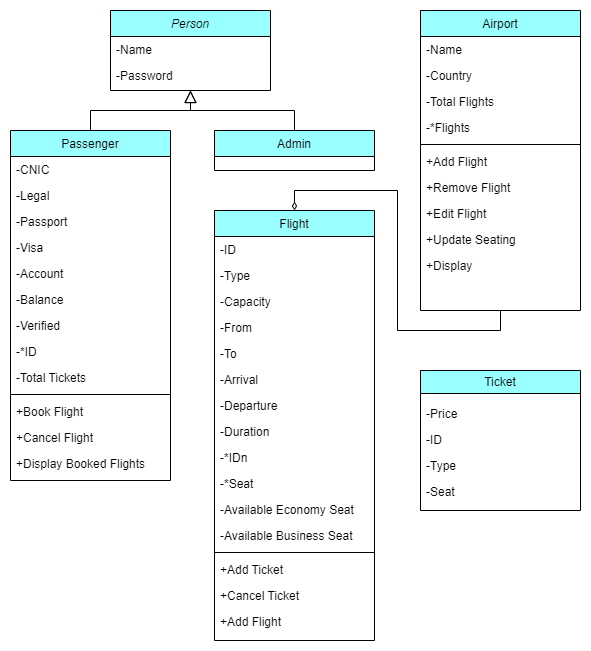 Person
-Name
-Password
Airport
-Name
-Country
-Total Flights
-*Flights
+Add Flight
+Remove Flight
+Edit Flight
+Update Seating
+Display
Passenger
-CNIC
-Legal
-Passport
-Visa
-Account
-Balance
-Verified
-*ID
-Total Tickets
+Book Flight
+Cancel Flight
+Display Booked Flights
Admin
Flight
-ID
-Type
-Capacity
-From
-To
-Arrival
-Departure
-Duration
-*IDn
-*Seat
-Available Economy Seat
-Available Business Seat
+Add Ticket
+Cancel Ticket
+Add Flight
Ticket
-Price
-ID
-Type
-Seat